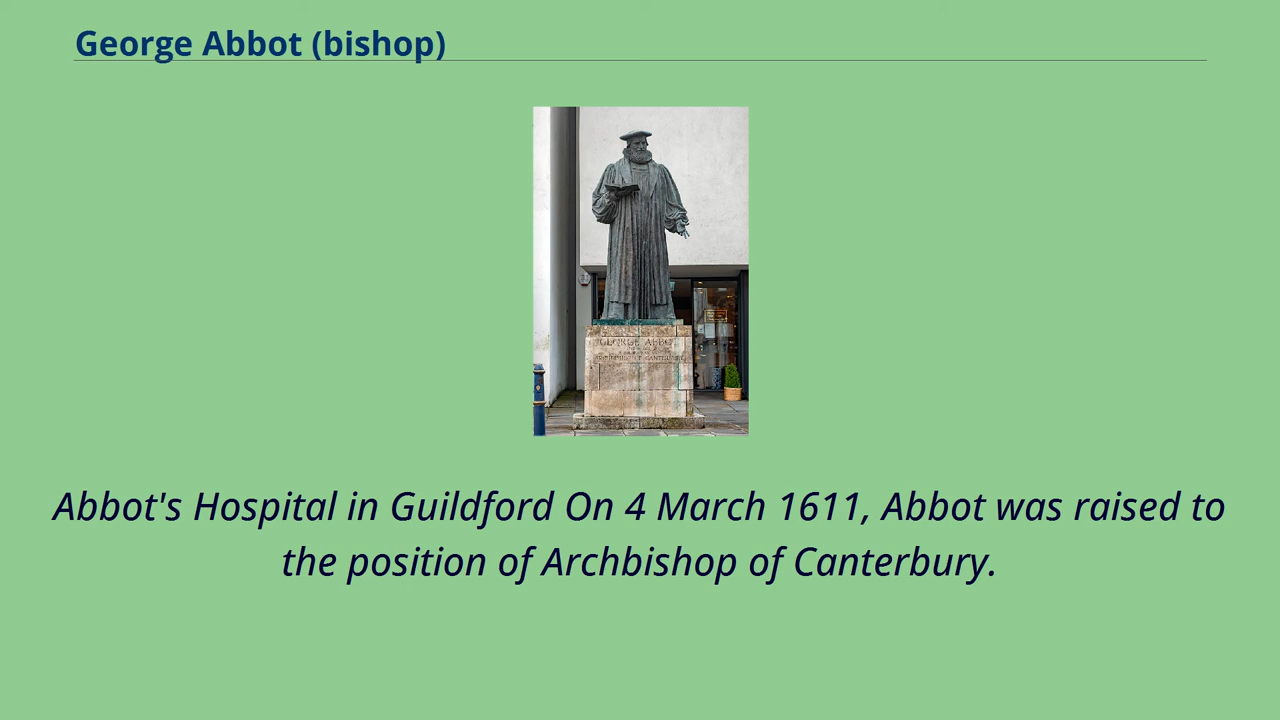 George Abbot (bishop)
GEORGE ABBOT
Abbot's Hospital in Guildford On 4 March 1611, Abbot was raised to
the position of Archbishop of Canterbury.